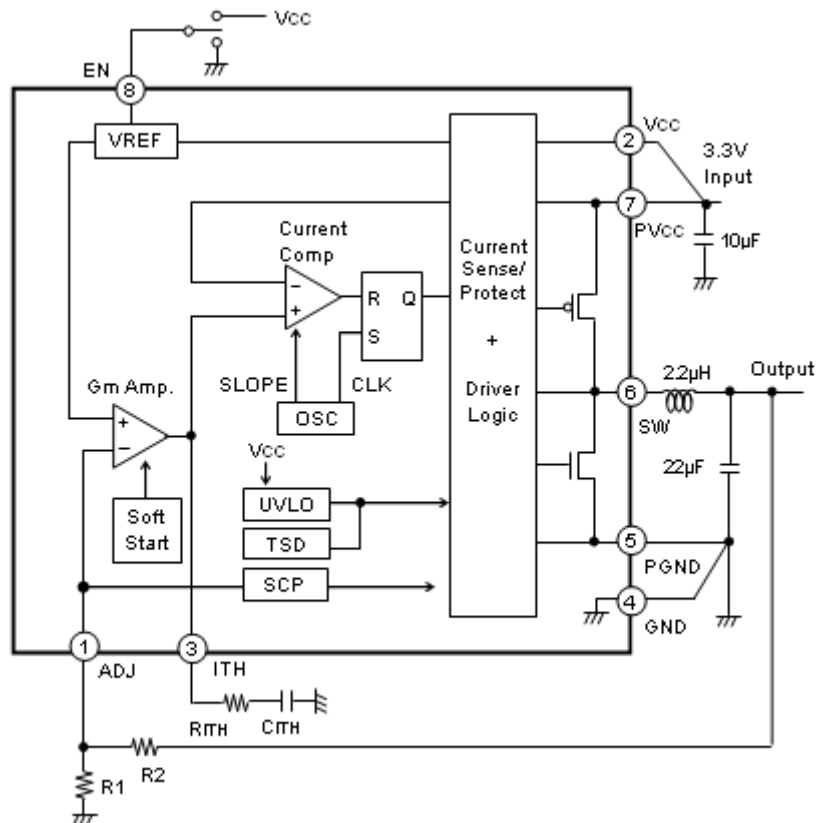 Vcc
EN
8
VREF
2
Vcc
3.3V
Input
7
PVcc
10µF
Current
Comp
Current
Sense/
Protect
+
Driver
Logic
−
+
R
Q
S
SLOPE
CLK
OSC
Gm Amp.
+
−
Soft
Start
Vcc
UVLO
TSD
SCP
2.2µH
Output
6
SW
22µF
5
PGND
4
GND
1
ADJ
3
ITH
RITH
CITH
R2
R1